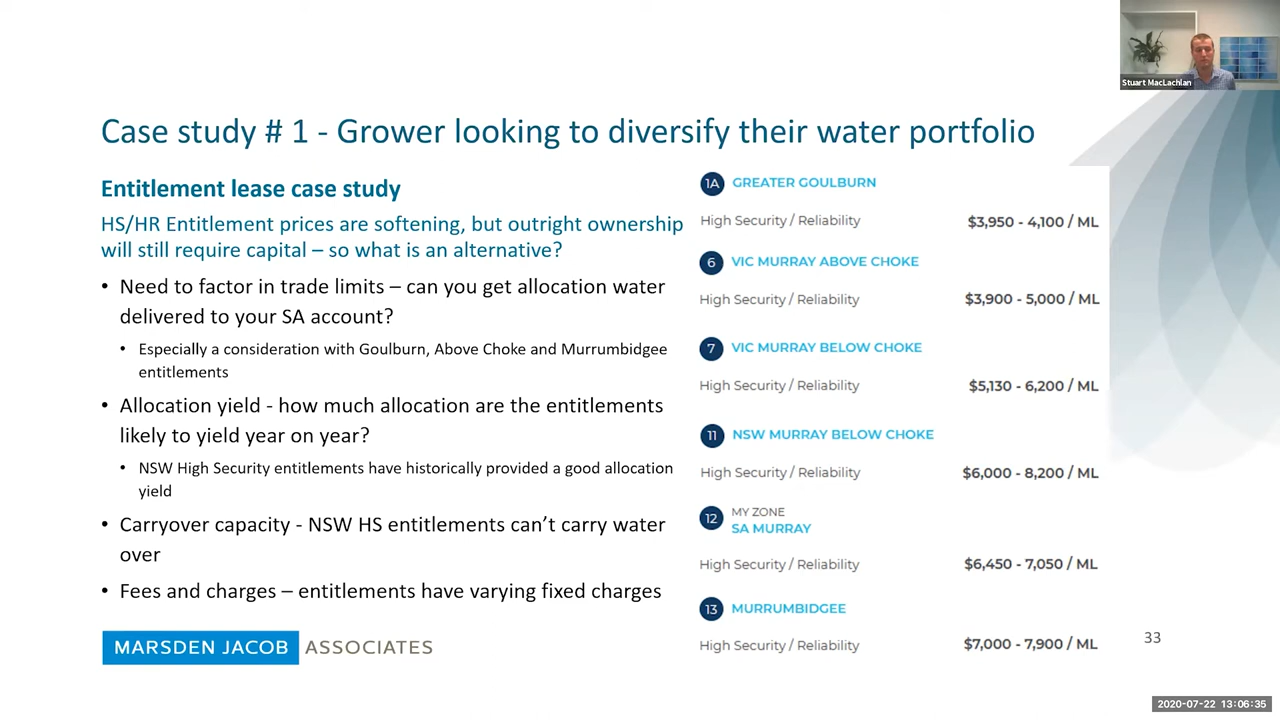 Stuart MacLachlan
Case study # 1 - Grower looking to diversify their water portfolio
Entitlement lease case study
HS/HR Entitlement prices are softening, but outright ownership
will still require capital – so what is an alternative?
• Need to factor in trade limits – can you get allocation water
delivered to your SA account?
• Especially a consideration with Goulburn, Above Choke and Murrumbidgee
entitlements
• Allocation yield - how much allocation are the entitlements
likely to yield year on year?
• NSW High Security entitlements have historically provided a good allocation
yield
• Carryover capacity - NSW HS entitlements can’t carry water
over
• Fees and charges – entitlements have varying fixed charges
1A GREATER GOULBURN
High Security / Reliability $3,950 - 4,100 / ML
6 VIC MURRAY ABOVE CHOKE
High Security / Reliability $3,900 - 5,000 / ML
7 VIC MURRAY BELOW CHOKE
High Security / Reliability $5,130 - 6,200 / ML
11 NSW MURRAY BELOW CHOKE
High Security / Reliability $6,000 - 8,200 / ML
12 MY ZONE
SA MURRAY
High Security / Reliability $6,450 - 7,050 / ML
13 MURRUMBIDGEE
High Security / Reliability $7,000 - 7,900 / ML
MARSDEN JACOB ASSOCIATES
33
2020-07-22 13:06:35